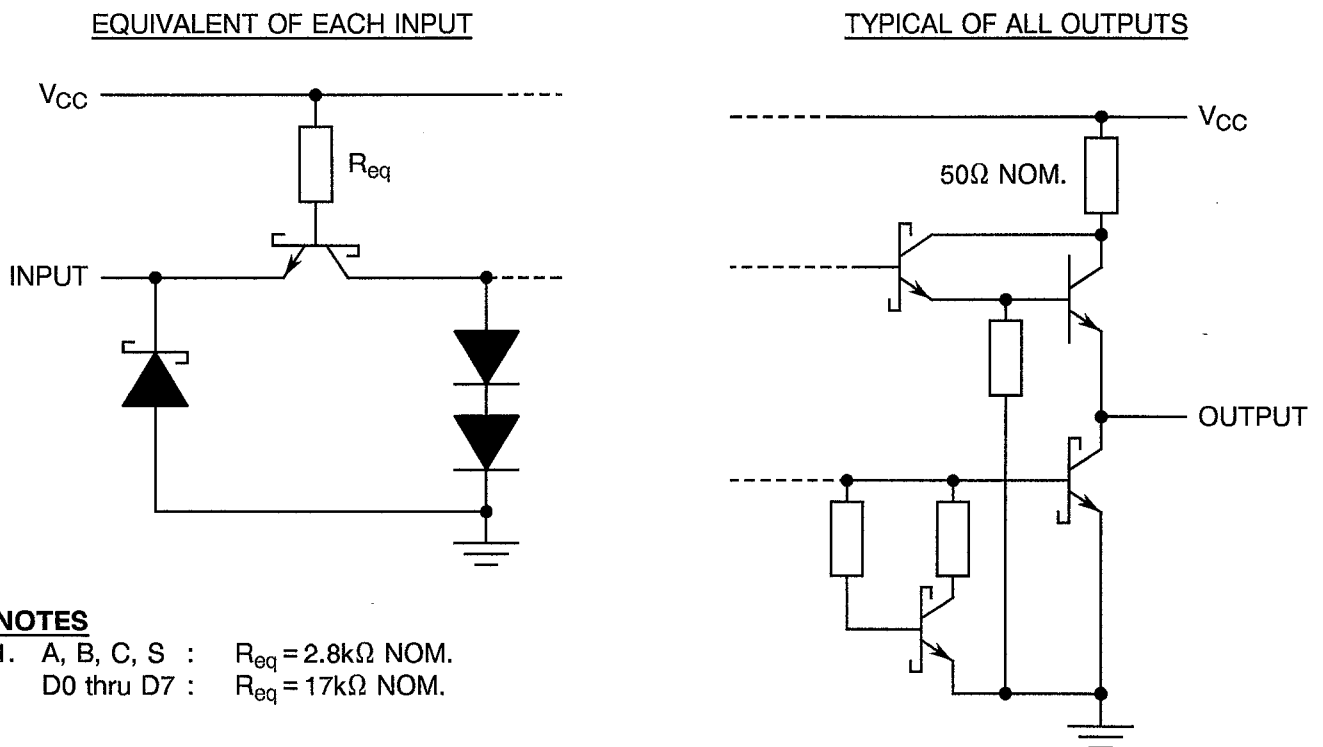 EQUIVALENT OF EACH INPUT
VCC
Req
INPUT
TYPICAL OF ALL OUTPUTS
VCC
50Ω NOM.
OUTPUT
NOTES
1. A, B, C, S : Req = 2.8kΩ NOM.
D0 thru D7 : Req = 17kΩ NOM.